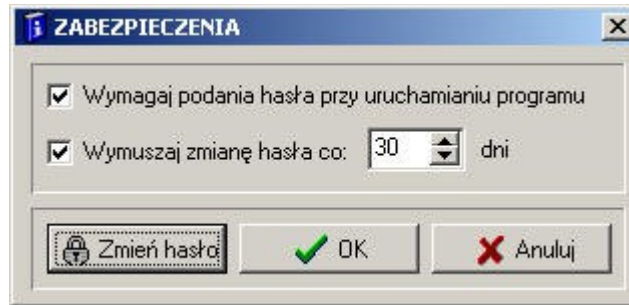 ZABEZPIECZENIA
Wymagaj podania hasła przy uruchamianiu programu
Wymuszaj zmianę hasła co: 30 dni
Zmień hasło OK Anuluj